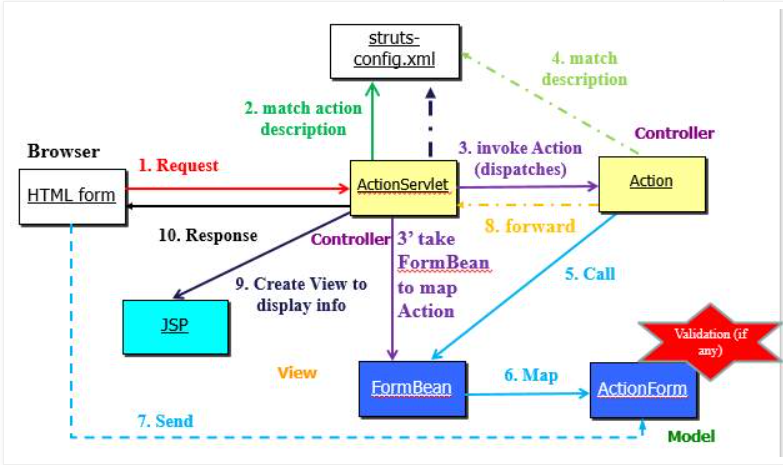 struts-
config.xml
4. match
description
2. match action
description
Controller
Browser
3. invoke Action
(dispatches)
1. Request
HTML form
ActionServlet
Action
10. Response
8. forward
Controller
3’ take
FormBean
to map
Action
5. Call
9. Create View to
display info
JSP
Validation (if
any)
View
FormBean
6. Map
ActionForm
7. Send
Model